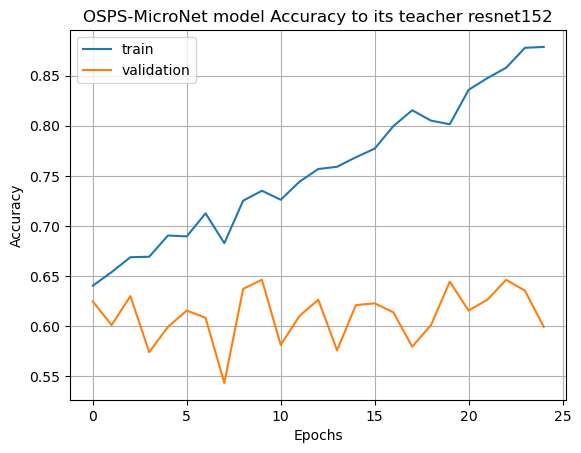 OSPS-MicroNet model Accuracy to its teacher resnet152
train
validation
Accuracy
0.85
0.80
0.75
0.70
0.65
0.60
0.55
0
5
10
15
20
25
Epochs